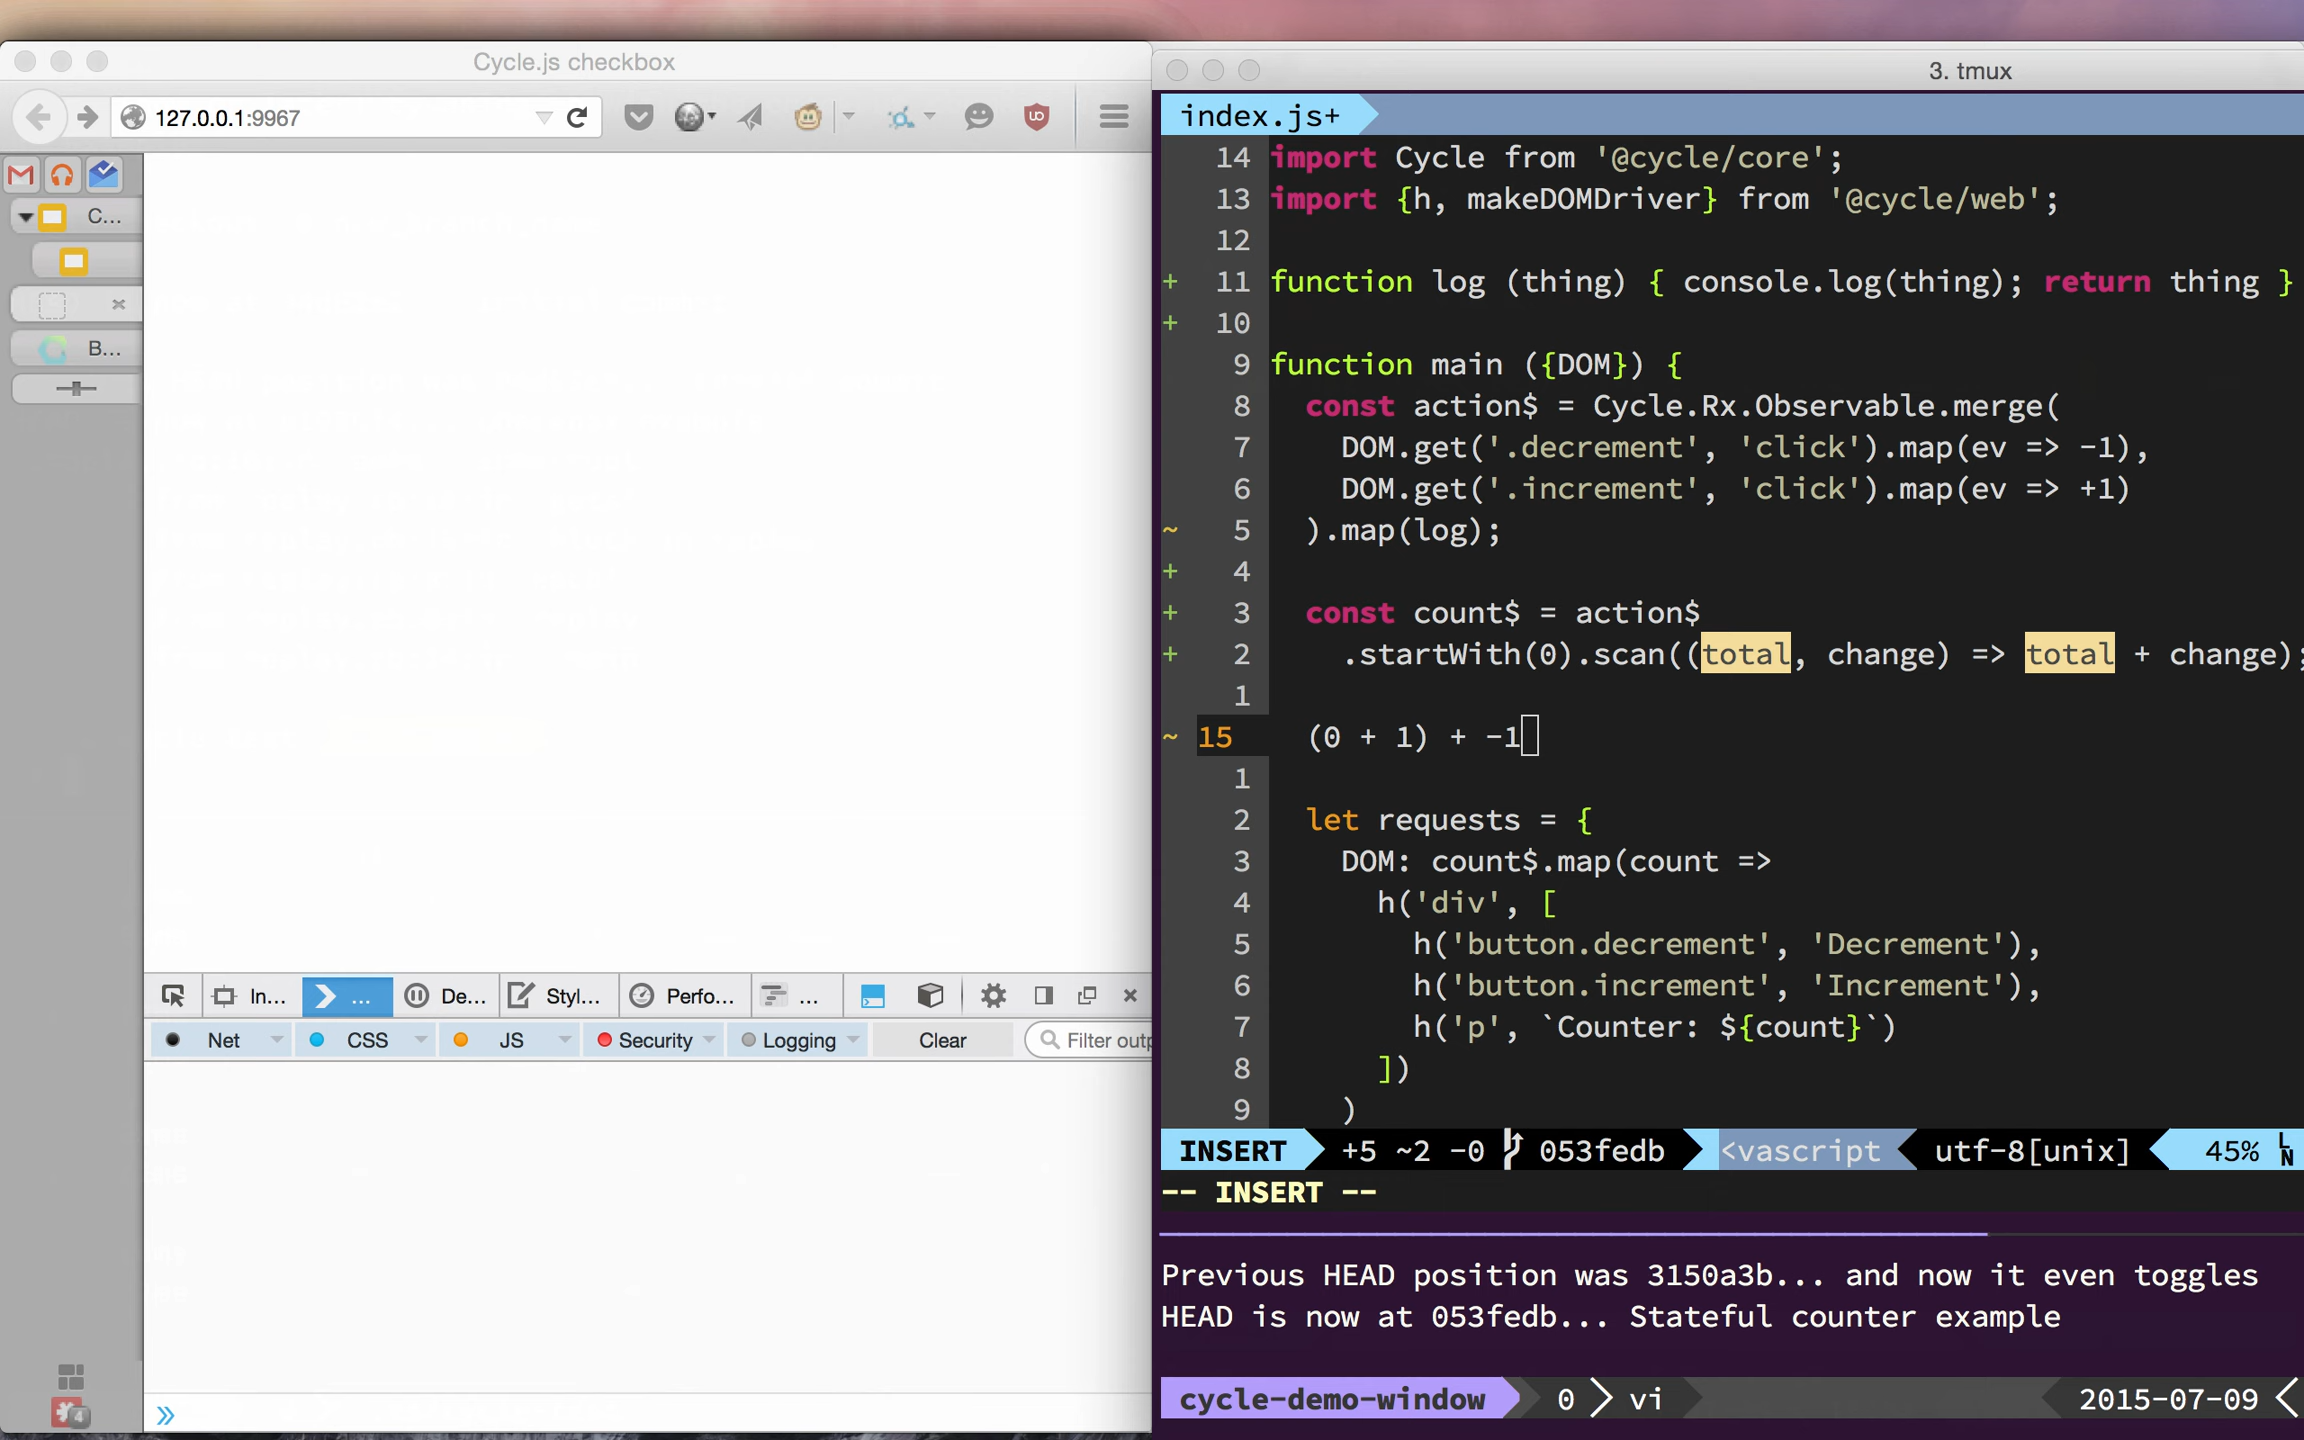 Cycle.js checkbox
127.0.0.1:9967
C...
B...
In...
...
De...
Styl...
Perfo...
...
Net
CSS
JS
Security
Logging
Clear
Filter outp
4
»
3. tmux
index.js+
14 import Cycle from '@cycle/core';
13 import {h, makeDOMDriver} from '@cycle/web';
12
+ 11 function log (thing) { console.log(thing); return thing }
+ 10
9 function main ({DOM}) {
8 const action$ = Cycle.Rx.Observable.merge(
7 DOM.get('.decrement', 'click').map(ev => -1),
6 DOM.get('.increment', 'click').map(ev => +1)
~ 5 ).map(log);
+ 4
+ 3 const count$ = action$
+ 2 .startWith(0).scan((total, change) => total + change);
1
~ 15 (0 + 1) + -1
1
2 let requests = {
3 DOM: count$.map(count =>
4 h('div', [
5 h('button.decrement', 'Decrement'),
6 h('button.increment', 'Increment'),
7 h('p', `Counter: ${count}`)
8 ])
9 )
INSERT +5 ~2 -0 053fedb <vascript utf-8[unix] 45% LN
-- INSERT --
Previous HEAD position was 3150a3b... and now it even toggles
HEAD is now at 053fedb... Stateful counter example
cycle-demo-window 0 vi 2015-07-09